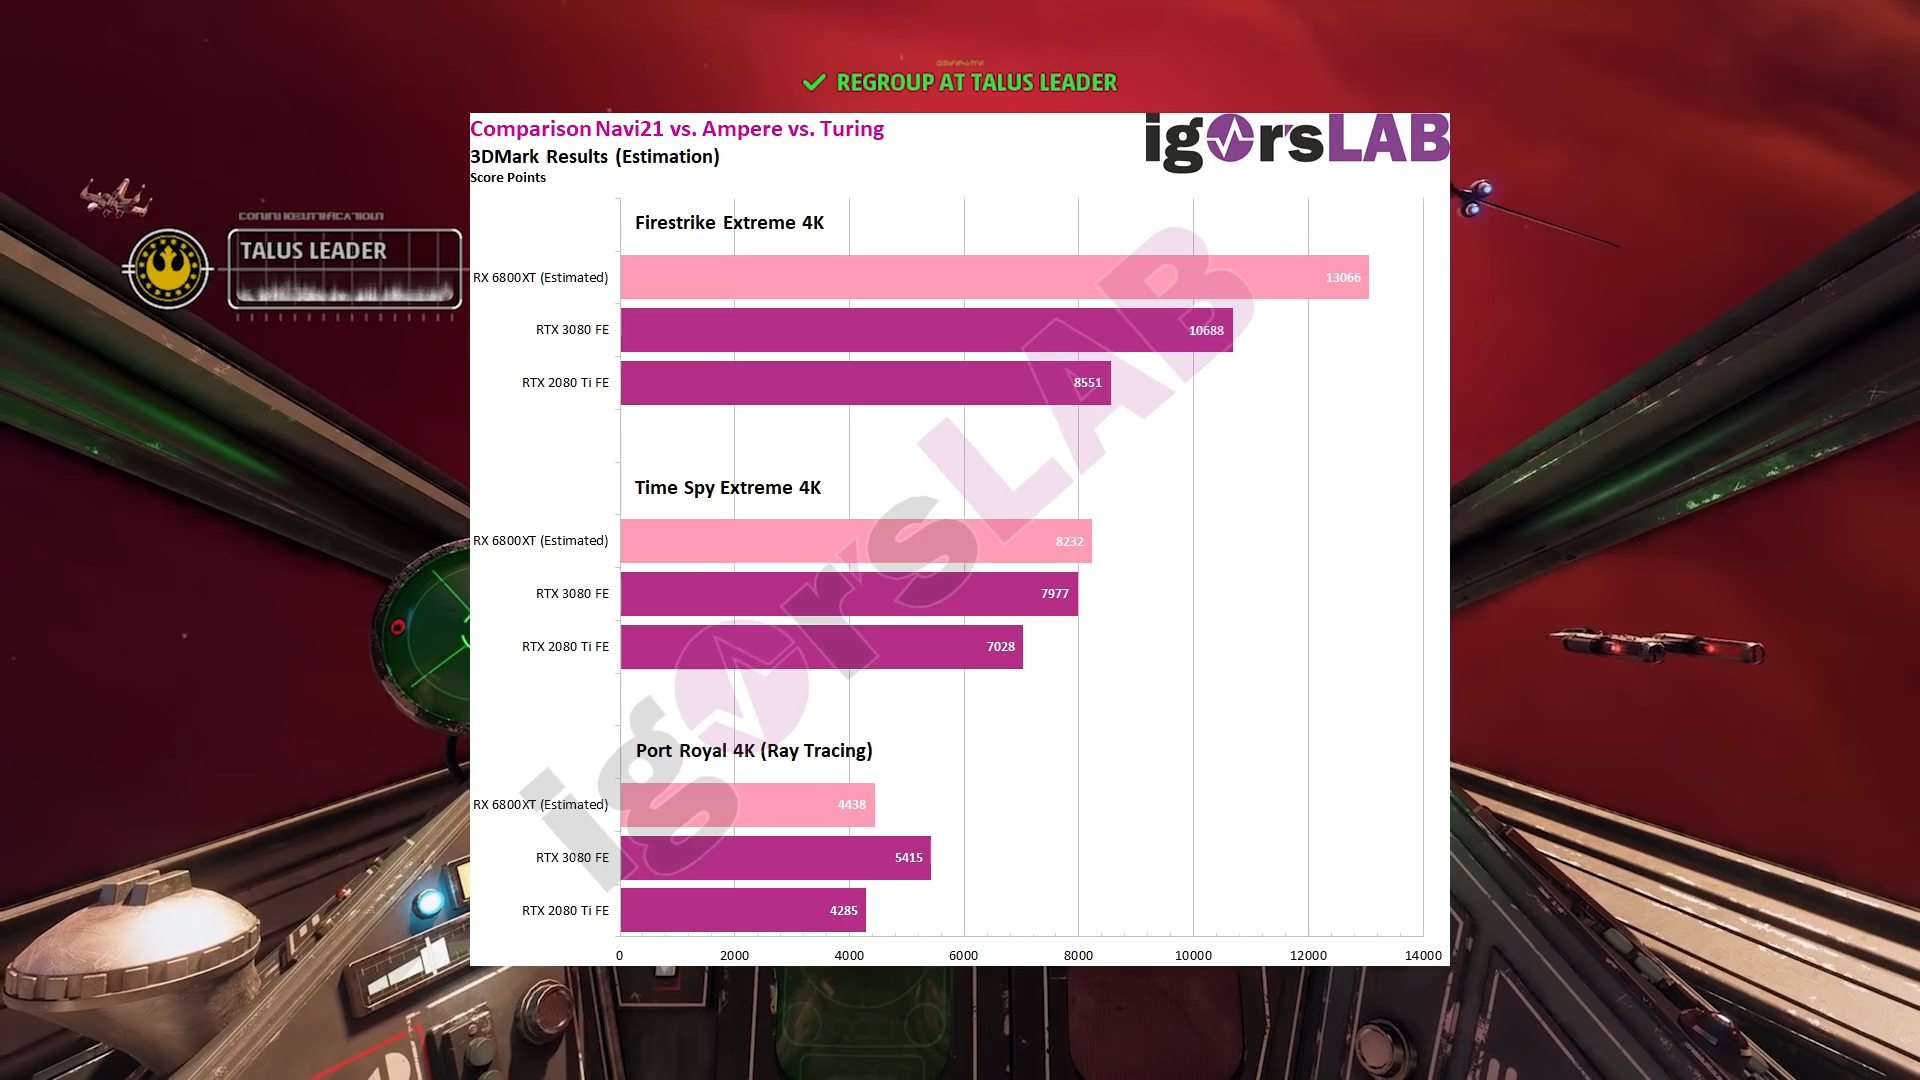 REGROUP AT TALUS LEADER
Comparison Navi21 vs. Ampere vs. Turing
igor'sLAB
3DMark Results (Estimation)
Score Points
TALUS LEADER
Firestrike Extreme 4K
RX 6800XT (Estimated) 13066
RTX 3080 FE 10688
RTX 2080 Ti FE 8551
Time Spy Extreme 4K
RX 6800XT (Estimated) 8232
RTX 3080 FE 7977
RTX 2080 Ti FE 7028
Port Royal 4K (Ray Tracing)
RX 6800XT (Estimated) 4438
RTX 3080 FE 5415
RTX 2080 Ti FE 4285
0 2000 4000 6000 8000 10000 12000 14000
igor'sLAB